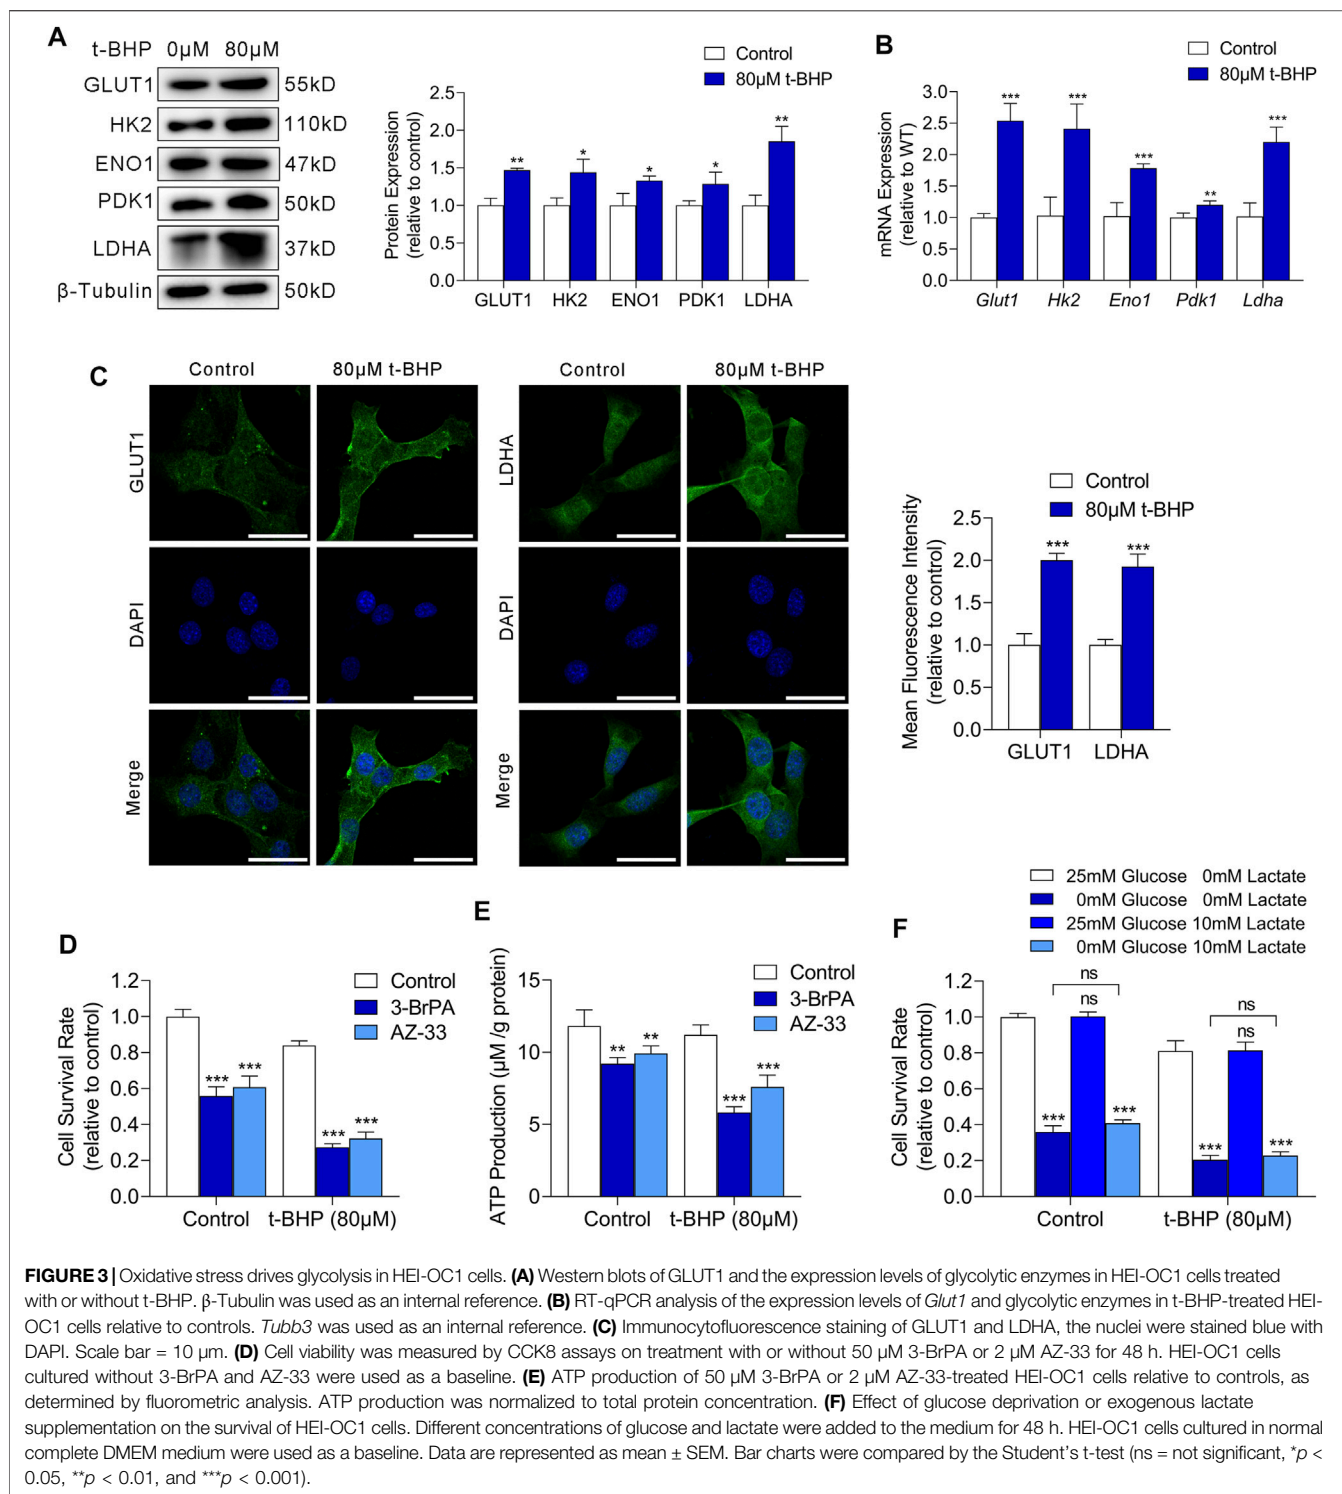 A
t-BHP 0μM 80μM
GLUT1 55kD
HK2 110kD
ENO1 47kD
PDK1 50kD
LDHA 37kD
β-Tubulin 50kD
Control
80μM t-BHP
Protein Expression
(relative to control)
2.5
2.0
1.5
1.0
0.5
0.0
** * * * **
GLUT1 HK2 ENO1 PDK1 LDHA
B
Control
80μM t-BHP
mRNA Expression
(relative to WT)
3.0
2.5
2.0
1.5
1.0
0.5
0.0
*** *** *** ** ***
Glut1 Hk2 Eno1 Pdk1 Ldha
C
Control 80μM t-BHP Control 80μM t-BHP
GLUT1 LDHA
DAPI DAPI
Merge Merge
Control
80μM t-BHP
Mean Fluorescence Intensity
(relative to control)
2.5
2.0
1.5
1.0
0.5
0.0
*** ***
GLUT1 LDHA
D
Control
3-BrPA
AZ-33
Cell Survival Rate
(relative to control)
1.2
1.0
0.8
0.6
0.4
0.2
0.0
*** *** *** ***
Control t-BHP (80μM)
E
Control
3-BrPA
AZ-33
ATP Production (μM /g protein)
15
10
5
0
** ** *** ***
Control t-BHP (80μM)
F
25mM Glucose 0mM Lactate
0mM Glucose 0mM Lactate
25mM Glucose 10mM Lactate
0mM Glucose 10mM Lactate
Cell Survival Rate
(relative to control)
1.2
1.0
0.8
0.6
0.4
0.2
0.0
ns ns
*** ns *** *** ns ***
Control t-BHP (80μM)
FIGURE 3 | Oxidative stress drives glycolysis in HEI-OC1 cells. (A) Western blots of GLUT1 and the expression levels of glycolytic enzymes in HEI-OC1 cells treated
with or without t-BHP. β-Tubulin was used as an internal reference. (B) RT-qPCR analysis of the expression levels of Glut1 and glycolytic enzymes in t-BHP-treated HEI-
OC1 cells relative to controls. Tubb3 was used as an internal reference. (C) Immunocytofluorescence staining of GLUT1 and LDHA, the nuclei were stained blue with
DAPI. Scale bar = 10 μm. (D) Cell viability was measured by CCK8 assays on treatment with or without 50 μM 3-BrPA or 2 μM AZ-33 for 48 h. HEI-OC1 cells
cultured without 3-BrPA and AZ-33 were used as a baseline. (E) ATP production of 50 μM 3-BrPA or 2 μM AZ-33-treated HEI-OC1 cells relative to controls, as
determined by fluorometric analysis. ATP production was normalized to total protein concentration. (F) Effect of glucose deprivation or exogenous lactate
supplementation on the survival of HEI-OC1 cells. Different concentrations of glucose and lactate were added to the medium for 48 h. HEI-OC1 cells cultured in normal
complete DMEM medium were used as a baseline. Data are represented as mean ± SEM. Bar charts were compared by the Student's t-test (ns = not significant, *p <
0.05, **p < 0.01, and ***p < 0.001).